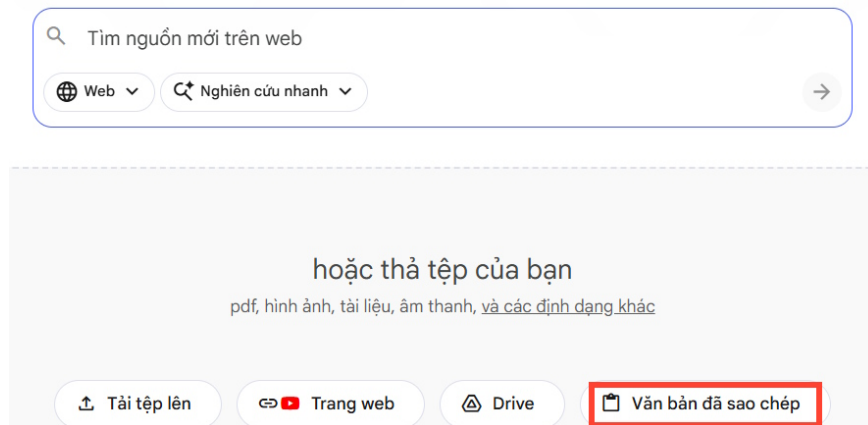 Tìm nguồn mới trên web
Web
Nghiên cứu nhanh
hoặc thả tệp của bạn
pdf, hình ảnh, tài liệu, âm thanh, và các định dạng khác
Tải tệp lên
Trang web
Drive
Văn bản đã sao chép